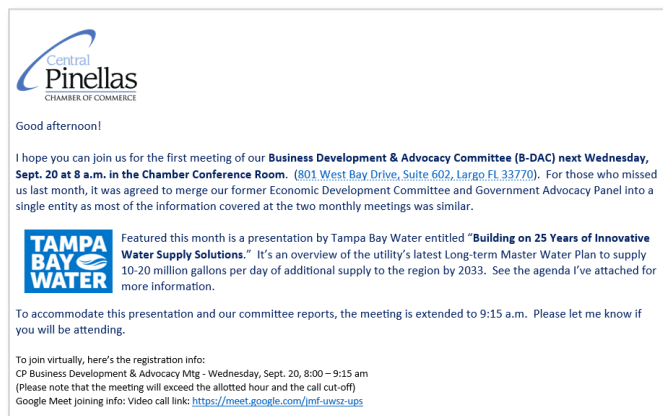 Central
Pinellas
CHAMBER OF COMMERCE
Good afternoon!
I hope you can join us for the first meeting of our Business Development & Advocacy Committee (B-DAC) next Wednesday,
Sept. 20 at 8 a.m. in the Chamber Conference Room. (801 West Bay Drive, Suite 602, Largo FL 33770). For those who missed
us last month, it was agreed to merge our former Economic Development Committee and Government Advocacy Panel into a
single entity as most of the information covered at the two monthly meetings was similar.
TAMPA
BAY
WATER
Featured this month is a presentation by Tampa Bay Water entitled “Building on 25 Years of Innovative
Water Supply Solutions.” It’s an overview of the utility’s latest Long-term Master Water Plan to supply
10-20 million gallons per day of additional supply to the region by 2033. See the agenda I’ve attached for
more information.
To accommodate this presentation and our committee reports, the meeting is extended to 9:15 a.m. Please let me know if
you will be attending.
To join virtually, here’s the registration info:
CP Business Development & Advocacy Mtg - Wednesday, Sept. 20, 8:00 – 9:15 am
(Please note that the meeting will exceed the allotted hour and the call cut-off)
Google Meet joining info: Video call link: https://meet.google.com/jmf-uwsz-ups